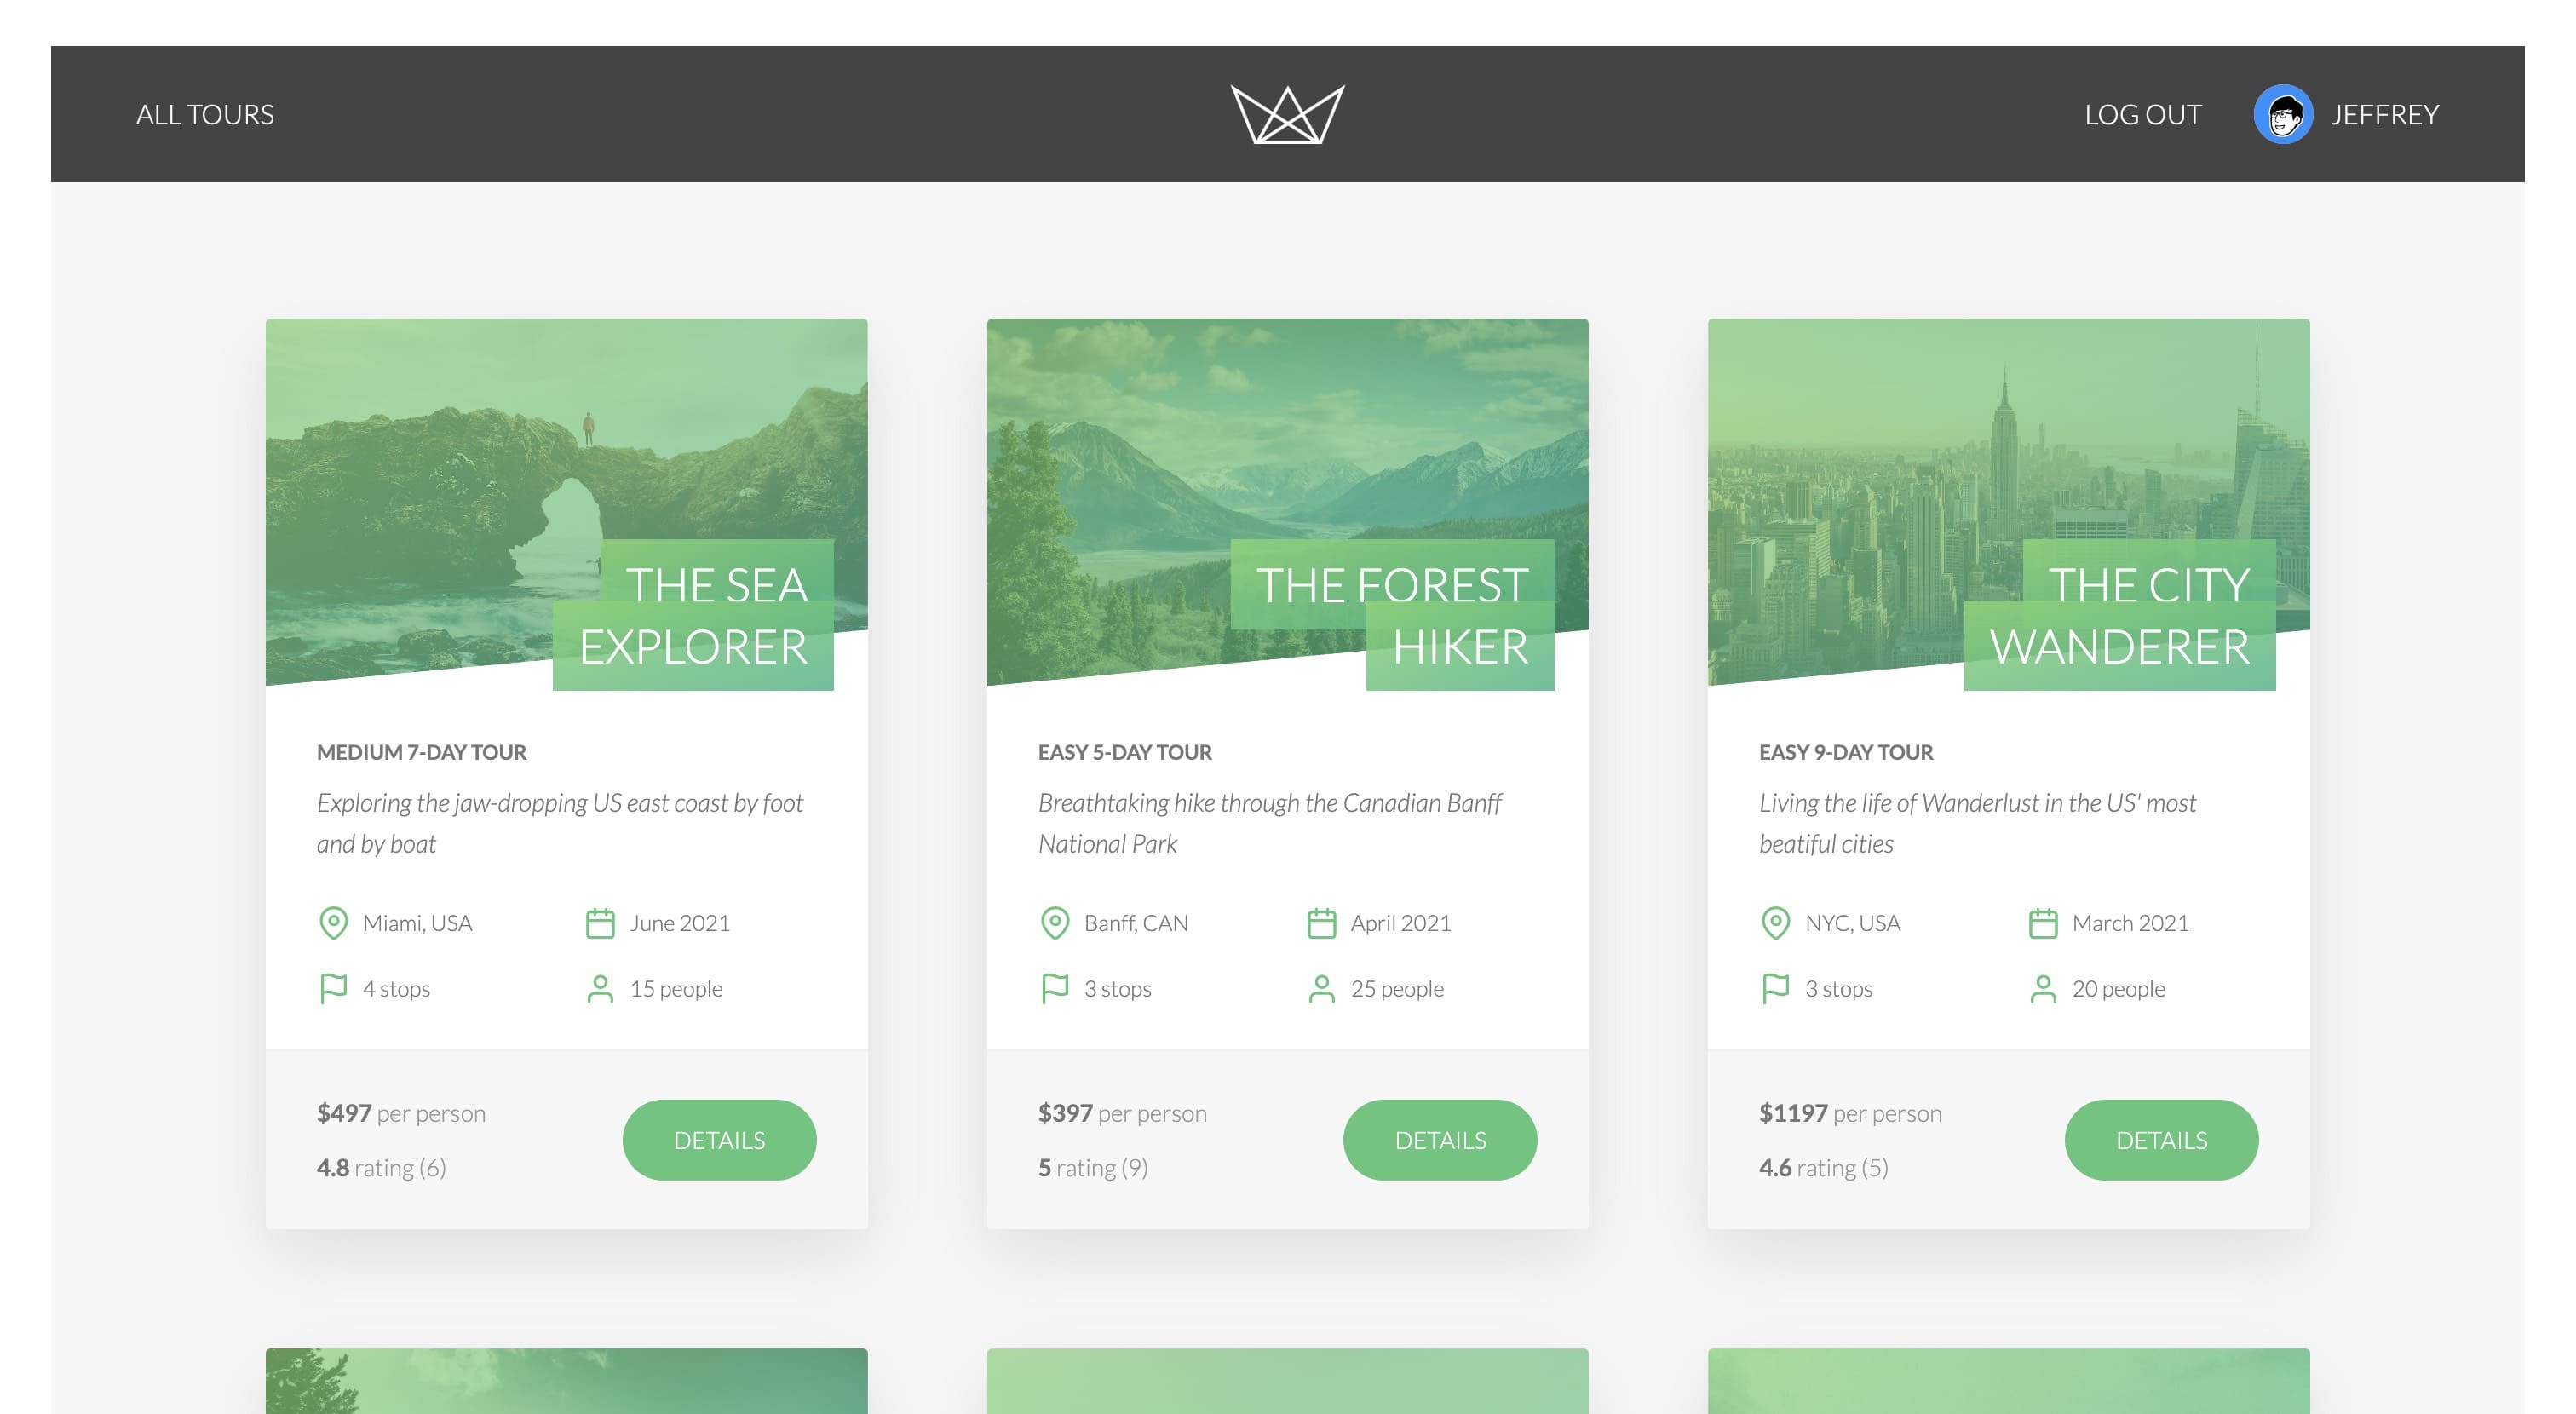 ALL TOURS
LOG OUT
JEFFREY
THE SEA
EXPLORER
MEDIUM 7-DAY TOUR
Exploring the jaw-dropping US east coast by foot
and by boat
Miami, USA
June 2021
4 stops
15 people
$497 per person
4.8 rating (6)
DETAILS
THE FOREST
HIKER
EASY 5-DAY TOUR
Breathtaking hike through the Canadian Banff
National Park
Banff, CAN
April 2021
3 stops
25 people
$397 per person
5 rating (9)
DETAILS
THE CITY
WANDERER
EASY 9-DAY TOUR
Living the life of Wanderlust in the US' most
beatiful cities
NYC, USA
March 2021
3 stops
20 people
$1197 per person
4.6 rating (5)
DETAILS